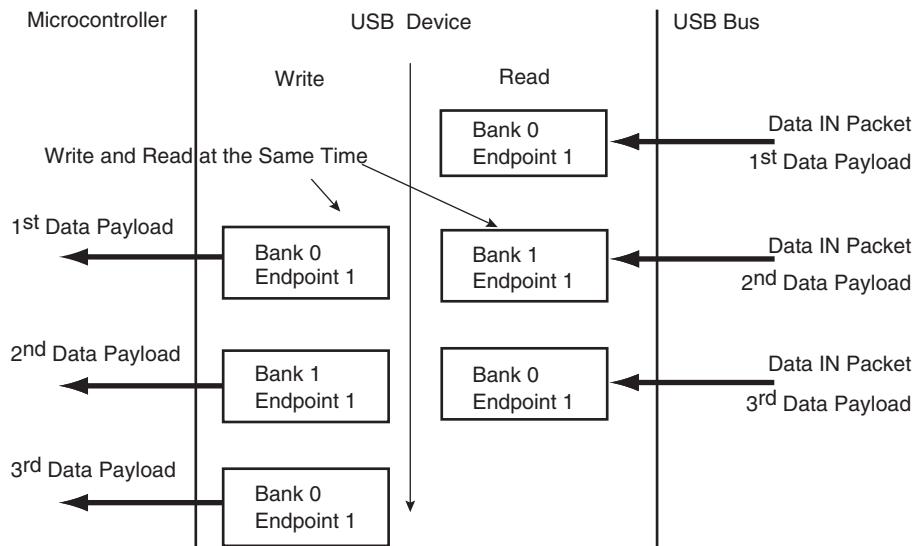 Microcontroller
USB Device
USB Bus
Write
Read
Bank 0
Endpoint 1
Data IN Packet
1st Data Payload
Write and Read at the Same Time
1st Data Payload
Bank 0
Endpoint 1
Bank 1
Endpoint 1
Data IN Packet
2nd Data Payload
2nd Data Payload
Bank 1
Endpoint 1
Bank 0
Endpoint 1
Data IN Packet
3rd Data Payload
3rd Data Payload
Bank 0
Endpoint 1